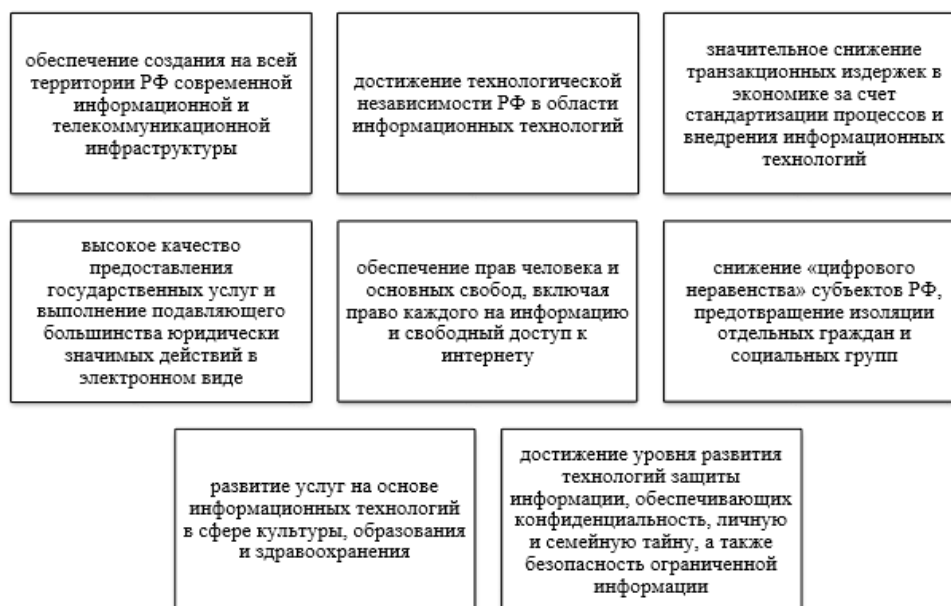 обеспечение создания на всей
территории РФ современной
информационной и
телекоммуникационной
инфраструктуры
достижение технологической
независимости РФ в области
информационных технологий
значительное снижение
транзакционных издержек в
экономике за счет
стандартизации процессов и
внедрения информационных
технологий
высокое качество
предоставления
государственных услуг и
выполнение подавляющего
большинства юридически
значимых действий в
электронном виде
обеспечение прав человека и
основных свобод, включая
право каждого на информацию
и свободный доступ к
интернету
снижение «цифрового
неравенства» субъектов РФ,
предотвращение изоляции
отдельных граждан и
социальных групп
развитие услуг на основе
информационных технологий
в сфере культуры, образования
и здравоохранения
достижение уровня развития
технологий защиты
информации, обеспечивающих
конфиденциальность, личную
и семейную тайну, а также
безопасность ограниченной
информации